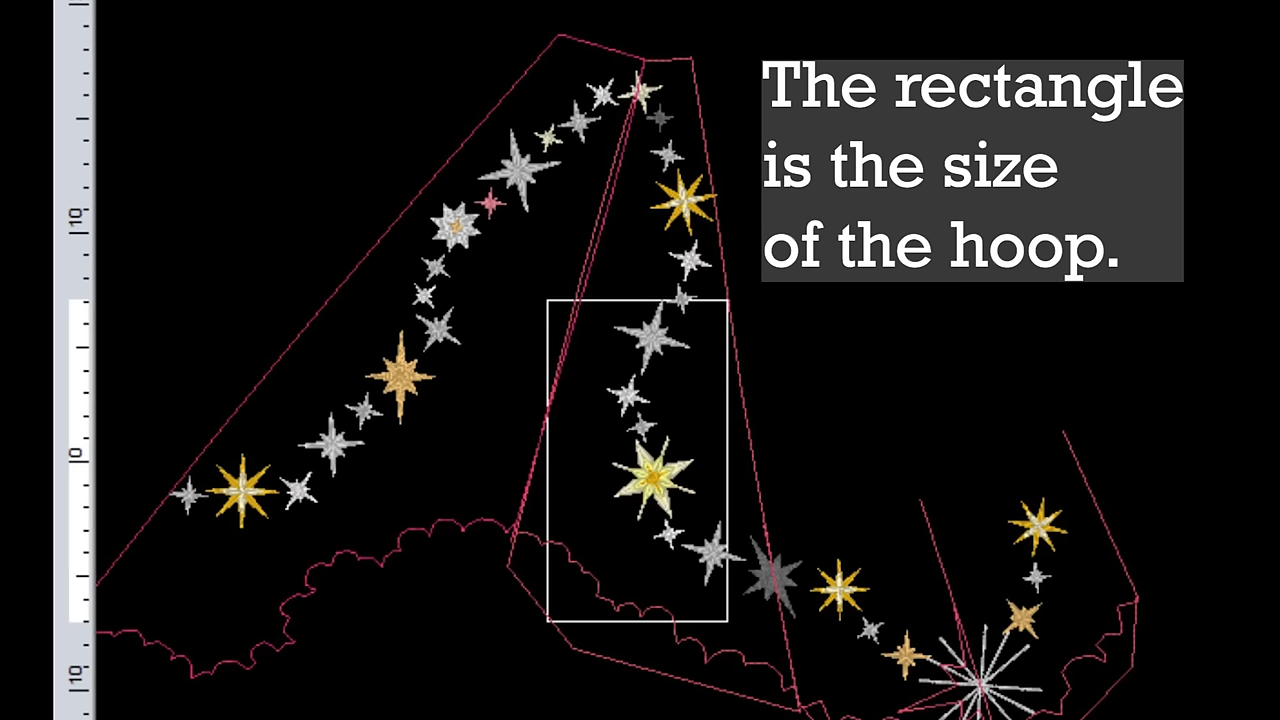 The rectangle
is the size
of the hoop.
10
0
10